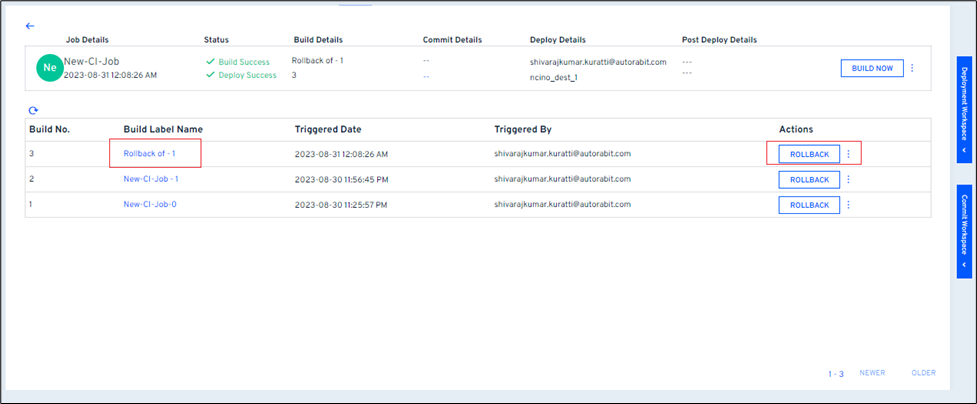 Job Details Status Build Details Commit Details Deploy Details Post Deploy Details
Ne New-CI-Job Build Success Rollback of - 1 -- shivarajkumar.kuratti@autorabit.com --- BUILD NOW
2023-08-31 12:08:26 AM Deploy Success 3 -- ncino_dest_1 ---
Build No. Build Label Name Triggered Date Triggered By Actions
3 Rollback of - 1 2023-08-31 12:08:26 AM shivarajkumar.kuratti@autorabit.com ROLLBACK
2 New-CI-Job - 1 2023-08-30 11:56:45 PM shivarajkumar.kuratti@autorabit.com ROLLBACK
1 New-CI-Job-0 2023-08-30 11:25:57 PM shivarajkumar.kuratti@autorabit.com ROLLBACK
1 - 3 NEWER OLDER
Deployment Workspace
Commit Workspace